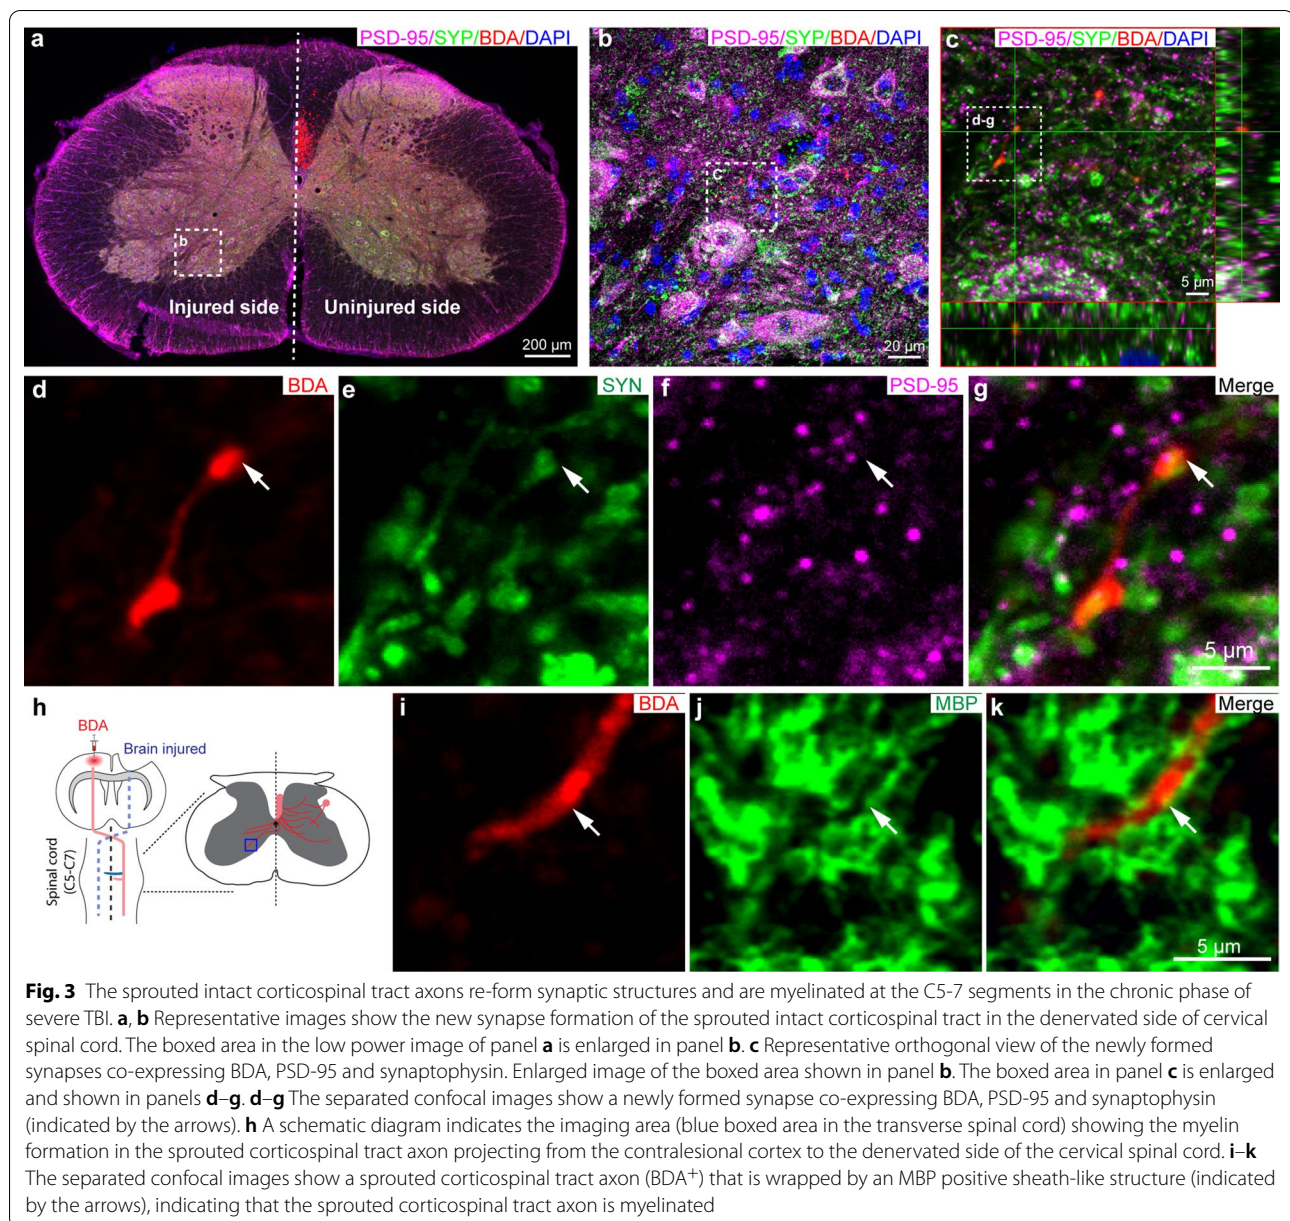 a
PSD-95/SYP/BDA/DAPI
b
Injured side
Uninjured side
200 µm
b
PSD-95/SYP/BDA/DAPI
c
20 µm
c
PSD-95/SYP/BDA/DAPI
d-g
5 µm
d
BDA
e
SYN
f
PSD-95
g
Merge
5 µm
h
BDA
Brain injured
Spinal cord
(C5-C7)
i
BDA
j
MBP
k
Merge
5 µm
Fig. 3 The sprouted intact corticospinal tract axons re-form synaptic structures and are myelinated at the C5-7 segments in the chronic phase of
severe TBI. a, b Representative images show the new synapse formation of the sprouted intact corticospinal tract in the denervated side of cervical
spinal cord. The boxed area in the low power image of panel a is enlarged in panel b. c Representative orthogonal view of the newly formed
synapses co-expressing BDA, PSD-95 and synaptophysin. Enlarged image of the boxed area shown in panel b. The boxed area in panel c is enlarged
and shown in panels d–g. d–g The separated confocal images show a newly formed synapse co-expressing BDA, PSD-95 and synaptophysin
(indicated by the arrows). h A schematic diagram indicates the imaging area (blue boxed area in the transverse spinal cord) showing the myelin
formation in the sprouted corticospinal tract axon projecting from the contralesional cortex to the denervated side of the cervical spinal cord. i–k
The separated confocal images show a sprouted corticospinal tract axon (BDA+) that is wrapped by an MBP positive sheath-like structure (indicated
by the arrows), indicating that the sprouted corticospinal tract axon is myelinated